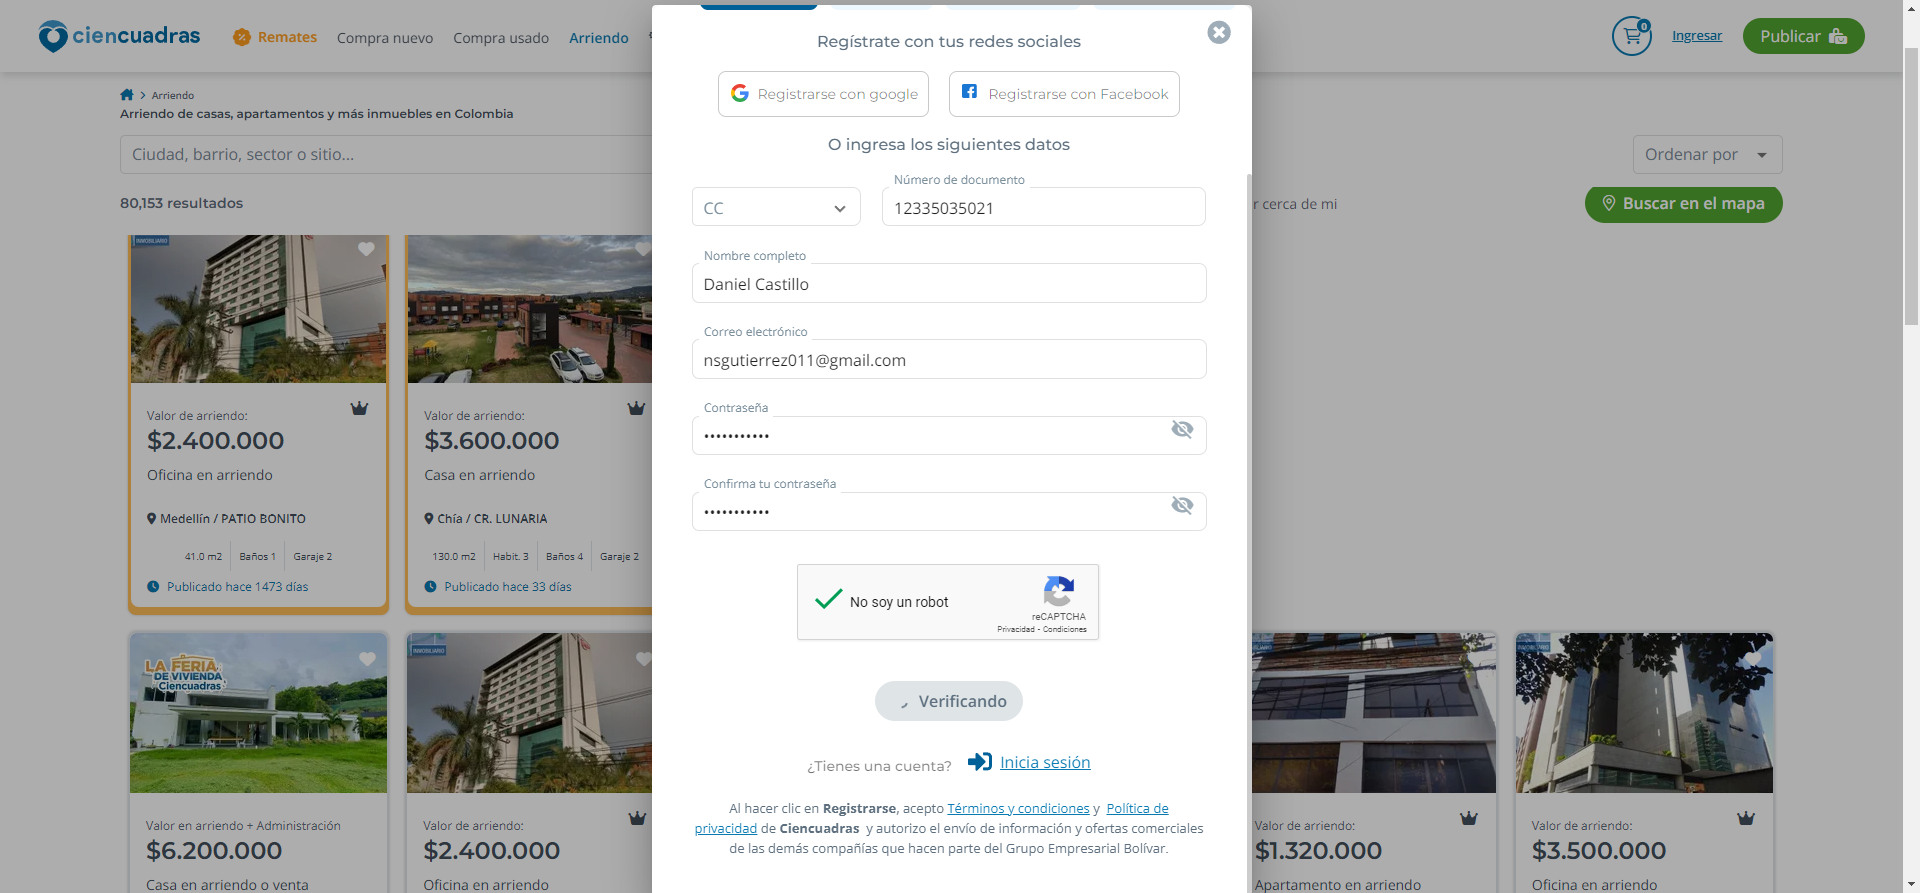 ciencuadras
Remates
Compra nuevo
Compra usado
Arriendo
0
Ingresar
Publicar
Arriendo
Arriendo de casas, apartamentos y más inmuebles en Colombia
Ciudad, barrio, sector o sitio...
Ordenar por
80,153 resultados
r cerca de mi
Buscar en el mapa
INMOBILIARIO
Valor de arriendo:
$2.400.000
Oficina en arriendo
Medellín / PATIO BONITO
41.0 m2 Baños 1 Garaje 2
Publicado hace 1473 días
Valor de arriendo:
$3.600.000
Casa en arriendo
Chía / CR. LUNARIA
130.0 m2 Habit. 3 Baños 4 Garaje 2
Publicado hace 33 días
LA FERIA
DE VIVIENDA
Ciencuadras
Valor en arriendo + Administración
$6.200.000
Casa en arriendo o venta
INMOBILIARIO
Valor de arriendo:
$2.400.000
Oficina en arriendo
Regístrate con tus redes sociales
Registrarse con google
Registrarse con Facebook
O ingresa los siguientes datos
CC
Número de documento
12335035021
Nombre completo
Daniel Castillo
Correo electrónico
nsgutierrez011@gmail.com
Contraseña
•••••••••••
Confirma tu contraseña
•••••••••••
No soy un robot
reCAPTCHA
Privacidad - Condiciones
Verificando
¿Tienes una cuenta? Inicia sesión
Al hacer clic en Registrarse, acepto Términos y condiciones y Política de
privacidad de Ciencuadras y autorizo el envío de información y ofertas comerciales
de las demás compañías que hacen parte del Grupo Empresarial Bolívar.
Valor de arriendo:
$1.320.000
Apartamento en arriendo
Valor de arriendo:
$3.500.000
Oficina en arriendo